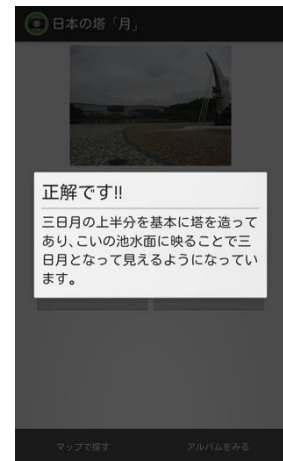 日本の塔「月」
正解です!!
三日月の上半分を基本に塔を造って
あり、こいの池水面に映ることで三
日月となって見えるようになってい
ます。
マップで探す
アルバムをみる